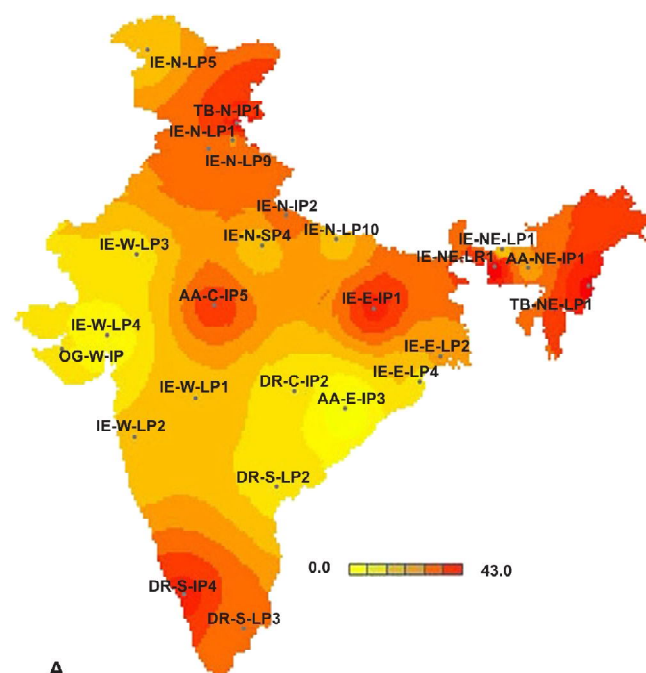 IE-N-LP5
TB-N-IP1
IE-N-LP1
IE-N-LP9
IE-N-IP2
IE-N-SP4
IE-N-LP10
IE-W-LP3
IE-NE-LP1
IE-NE-LR1
AA-NE-IP1
AA-C-IP5
IE-E-IP1
TB-NE-LP1
IE-W-LP4
OG-W-IP
IE-E-LP2
IE-E-LP4
IE-W-LP1
DR-C-IP2
AA-E-IP3
IE-W-LP2
DR-S-LP2
0.0
43.0
DR-S-IP4
DR-S-LP3
A